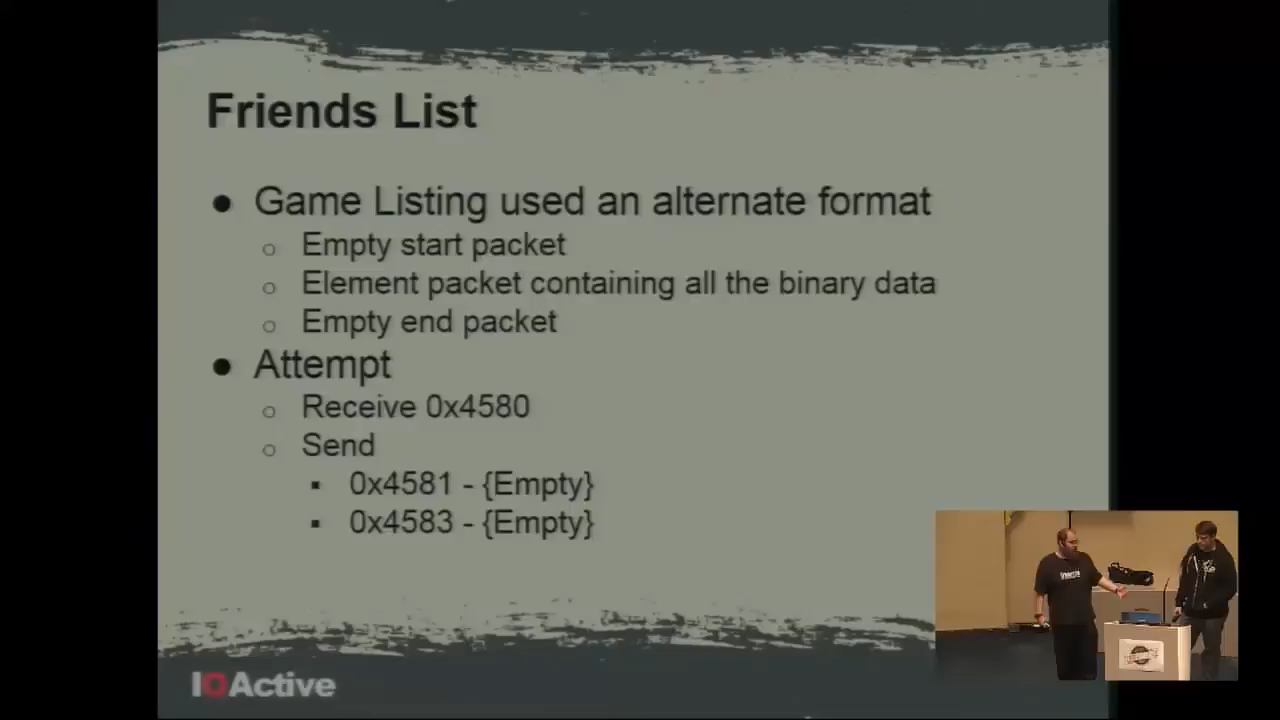 Friends List
● Game Listing used an alternate format
○ Empty start packet
○ Element packet containing all the binary data
○ Empty end packet
● Attempt
○ Receive 0x4580
○ Send
▪ 0x4581 - {Empty}
▪ 0x4583 - {Empty}
IOActive